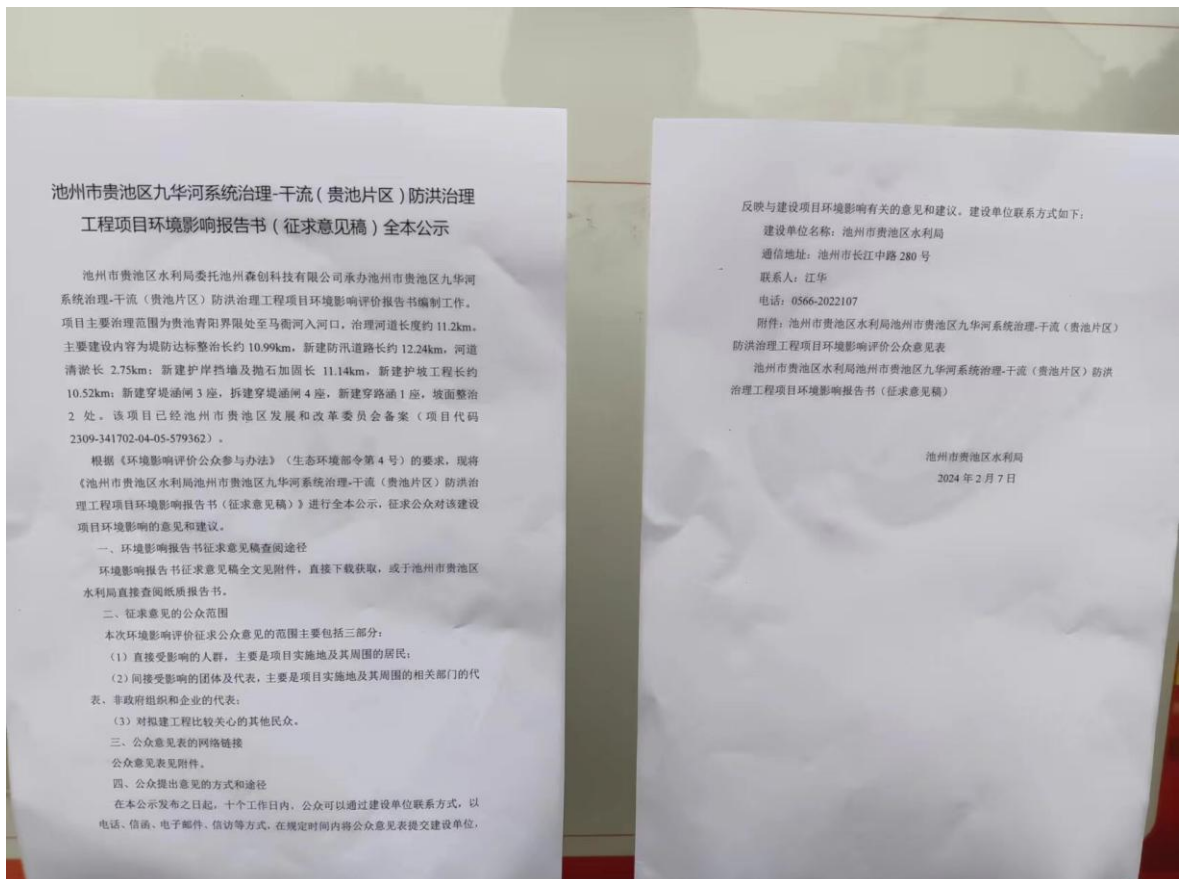 池州市贵池区九华河系统治理-干流（贵池片区）防洪治理
工程项目环境影响报告书（征求意见稿）全本公示
池州市贵池区水利局委托池州森创科技有限公司承办池州市贵池区九华河
系统治理-干流（贵池片区）防洪治理工程项目环境影响评价报告书编制工作。
项目主要治理范围为贵池青阳界限处至马衙河入河口，治理河道长度约 11.2km。
主要建设内容为堤防达标整治长约 10.99km，新建防汛道路长约 12.24km，河道
清淤长 2.75km；新建护岸挡墙及抛石加固长 11.14km，新建护坡工程长约
10.52km；新建穿堤涵闸 3 座，拆建穿堤涵闸 4 座，新建穿路涵 1 座，坡面整治
2 处。该项目已经池州市贵池区发展和改革委员会备案（项目代码
2309-341702-04-05-579362）。
根据《环境影响评价公众参与办法》（生态环境部令第 4 号）的要求，现将
《池州市贵池区水利局池州市贵池区九华河系统治理-干流（贵池片区）防洪治
理工程项目环境影响报告书（征求意见稿）》进行全本公示，征求公众对该建设
项目环境影响的意见和建议。
一、环境影响报告书征求意见稿查阅途径
环境影响报告书征求意见稿全文见附件，直接下载获取，或于池州市贵池区
水利局直接查阅纸质报告书。
二、征求意见的公众范围
本次环境影响评价征求公众意见的范围主要包括三部分：
（1）直接受影响的人群，主要是项目实施地及其周围的居民；
（2）间接受影响的团体及代表，主要是项目实施地及其周围的相关部门的代
表、非政府组织和企业的代表；
（3）对拟建工程比较关心的其他民众。
三、公众意见表的网络链接
公众意见表见附件。
四、公众提出意见的方式和途径
在本公示发布之日起，十个工作日内，公众可以通过建设单位联系方式，以
电话、信函、电子邮件、信访等方式，在规定时间内将公众意见表提交建设单位，
反映与建设项目环境影响有关的意见和建议。建设单位联系方式如下：
建设单位名称：池州市贵池区水利局
通信地址：池州市长江中路 280 号
联系人：江华
电话：0566-2022107
附件：池州市贵池区水利局池州市贵池区九华河系统治理-干流（贵池片区）
防洪治理工程项目环境影响评价公众意见表
池州市贵池区水利局池州市贵池区九华河系统治理-干流（贵池片区）防洪
治理工程项目环境影响报告书（征求意见稿）
池州市贵池区水利局
2024 年 2 月 7 日